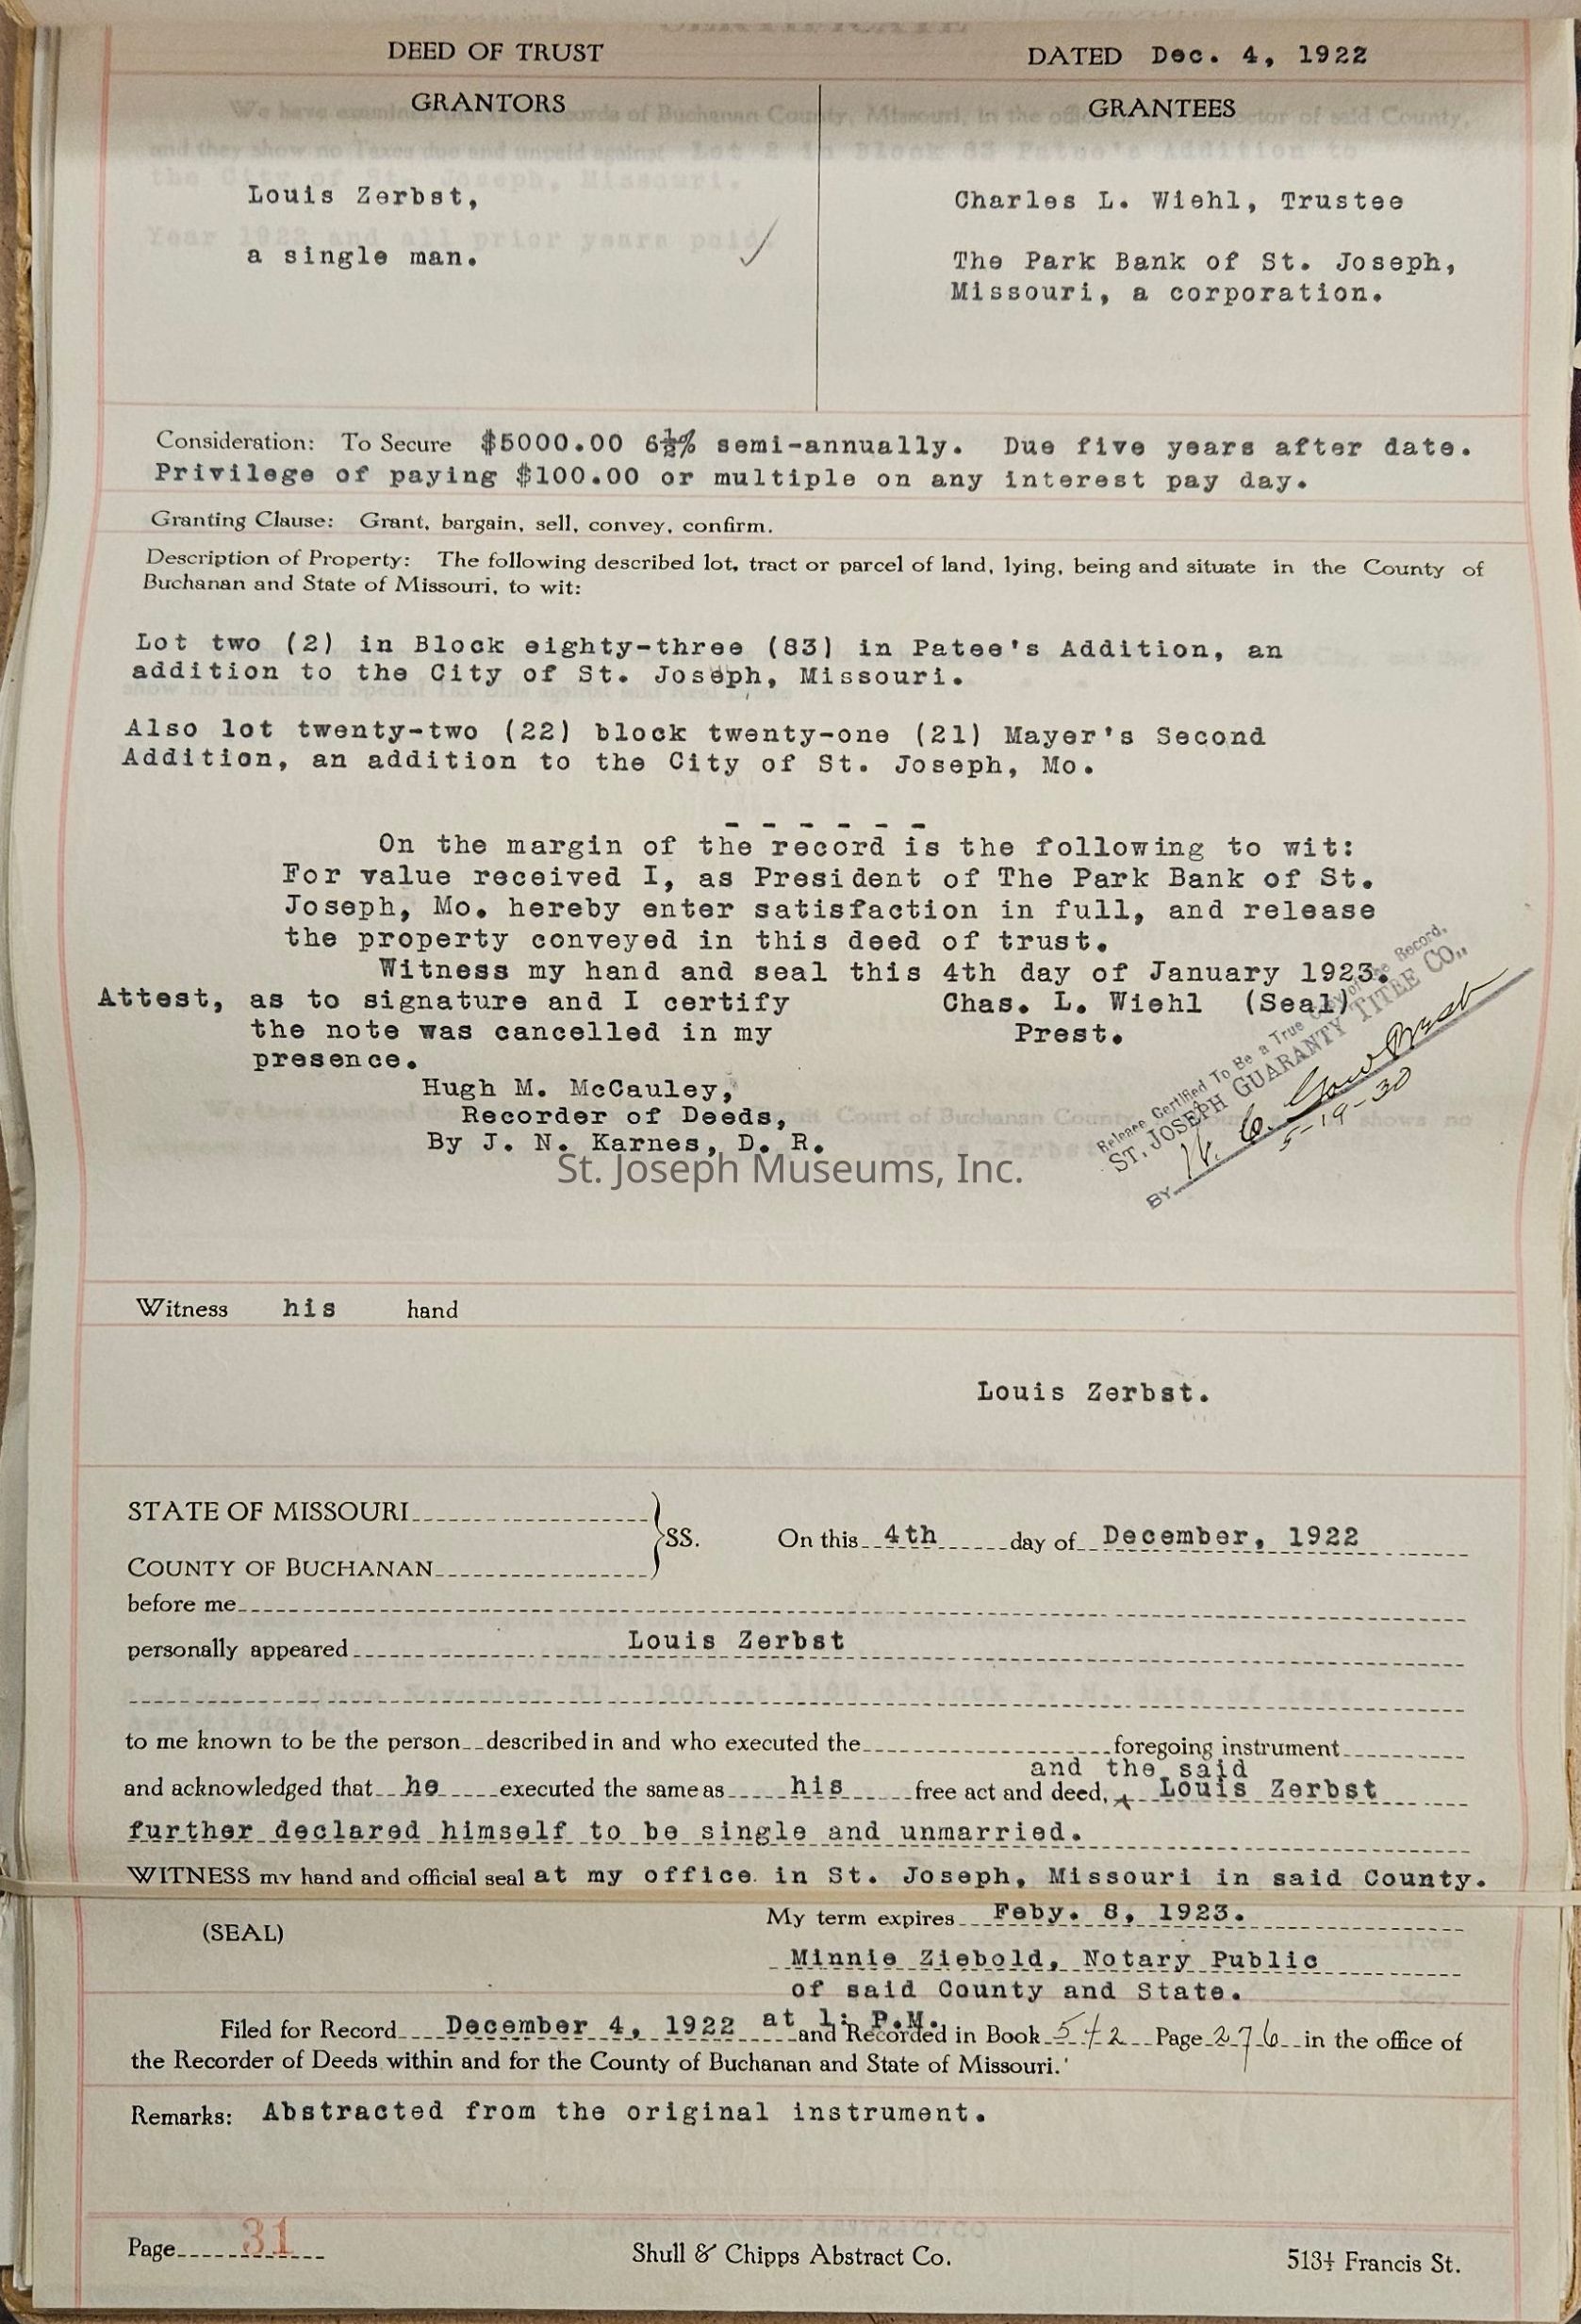 DEED OF TRUST
DATED Dec. 4, 1922
GRANTORS
GRANTEES
Louis Zerbst,
a single man.
Charles L. Wiehl, Trustee
The Park Bank of St. Joseph,
Missouri, a corporation.
Consideration: To Secure $5000.00 6½% semi-annually. Due five years after date.
Privilege of paying $100.00 or multiple on any interest pay day.
Granting Clause: Grant, bargain, sell, convey, confirm.
Description of Property: The following described lot, tract or parcel of land, lying, being and situate in the County of
Buchanan and State of Missouri, to wit:
Lot two (2) in Block eighty-three (83) in Patee's Addition, an
addition to the City of St. Joseph, Missouri.
Also lot twenty-two (22) block twenty-one (21) Mayer's Second
Addition, an addition to the City of St. Joseph, Mo.
On the margin of the record is the following to wit:
For value received I, as President of The Park Bank of St.
Joseph, Mo. hereby enter satisfaction in full, and release
the property conveyed in this deed of trust.
Witness my hand and seal this 4th day of January 1923.
Attest, as to signature and I certify Chas. L. Wiehl (Seal)
the note was cancelled in my Prest.
presence.
Hugh M. McCauley,
Recorder of Deeds,
By J. N. Karnes, D. R.
Release Certified To Be a True Copy of the Record.
ST. JOSEPH GUARANTY TITEE CO.,
BY
5-19-30
St. Joseph Museums, Inc.
Witness his hand
Louis Zerbst.
STATE OF MISSOURI
COUNTY OF BUCHANAN
SS. On this 4th day of December, 1922
before me
personally appeared Louis Zerbst
to me known to be the person described in and who executed the foregoing instrument
and the said
and acknowledged that he executed the same as his free act and deed, Louis Zerbst
further declared himself to be single and unmarried.
WITNESS my hand and official seal at my office in St. Joseph, Missouri in said County.
My term expires Feby. 8, 1923.
(SEAL)
Minnie Ziebold, Notary Public
of said County and State.
Filed for Record December 4, 1922 at 1: P.M. and Recorded in Book 542 Page 276 in the office of
the Recorder of Deeds within and for the County of Buchanan and State of Missouri.
Remarks: Abstracted from the original instrument.
Page 31
Shull & Chipps Abstract Co.
513½ Francis St.